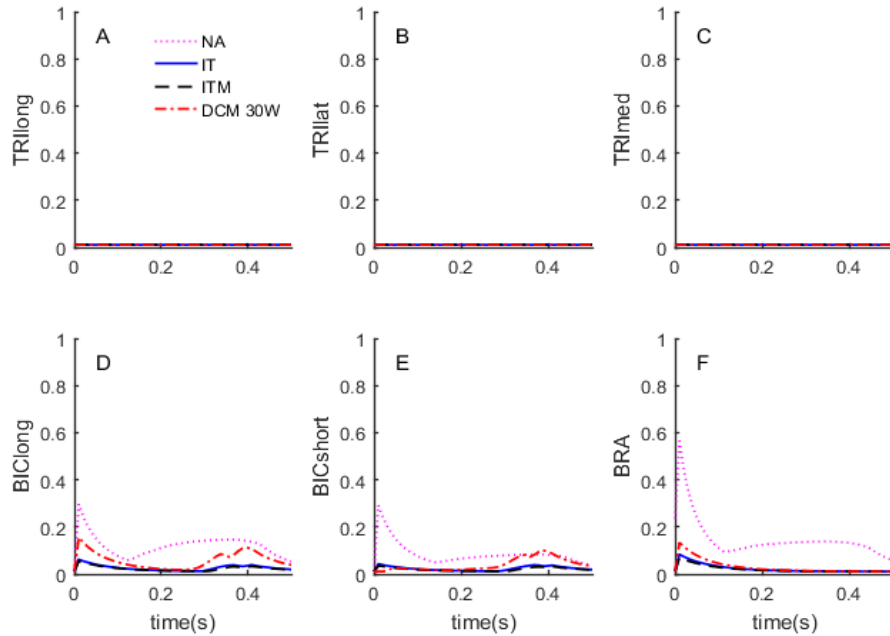 A
NA
IT
ITM
DCM 30W
TRIlong
1
0.8
0.6
0.4
0.2
0
0 0.2 0.4
B
TRIlat
1
0.8
0.6
0.4
0.2
0
0 0.2 0.4
C
TRImed
1
0.8
0.6
0.4
0.2
0
0 0.2 0.4
D
BIClong
1
0.8
0.6
0.4
0.2
0
0 0.2 0.4
time(s)
E
BICshort
1
0.8
0.6
0.4
0.2
0
0 0.2 0.4
time(s)
F
BRA
1
0.8
0.6
0.4
0.2
0
0 0.2 0.4
time(s)